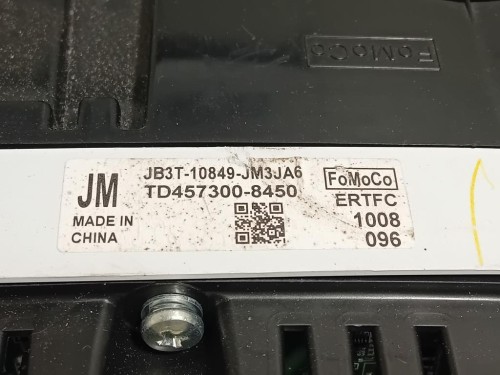 FoMoCo
JM
MADE IN
CHINA
JB3T-10849-JM3JA6
TD457300-8450
FoMoCo
ERTFC
1008
096